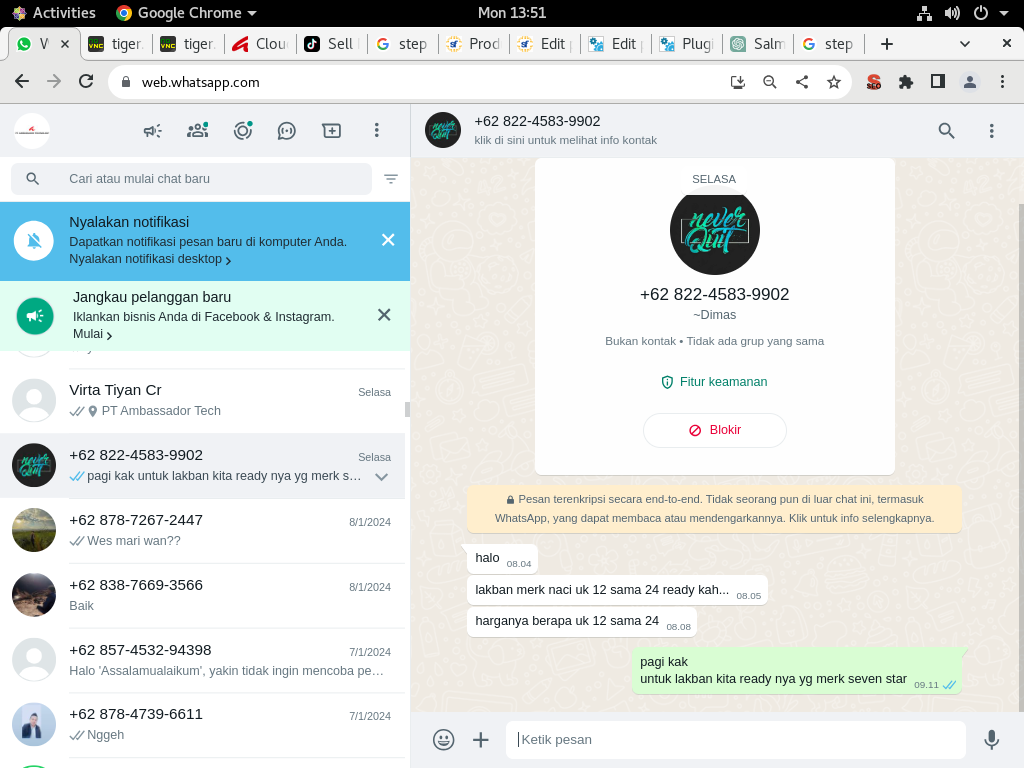 Activities
Google Chrome
Mon 13:51
W
tiger
tiger
Clou
Sell
step
Prod
Edit
Edit
Plugi
Salm
step
web.whatsapp.com
SEO
Cari atau mulai chat baru
Nyalakan notifikasi
Dapatkan notifikasi pesan baru di komputer Anda.
Nyalakan notifikasi desktop
Jangkau pelanggan baru
Iklankan bisnis Anda di Facebook & Instagram.
Mulai
Virta Tiyan Cr
Selasa
PT Ambassador Tech
+62 822-4583-9902
Selasa
pagi kak untuk lakban kita ready nya yg merk s…
+62 878-7267-2447
8/1/2024
Wes mari wan??
+62 838-7669-3566
8/1/2024
Baik
+62 857-4532-94398
7/1/2024
Halo 'Assalamualaikum', yakin tidak ingin mencoba pe…
+62 878-4739-6611
7/1/2024
Nggeh
+62 822-4583-9902
klik di sini untuk melihat info kontak
SELASA
never Quit
+62 822-4583-9902
~Dimas
Bukan kontak • Tidak ada grup yang sama
Fitur keamanan
Blokir
Pesan terenkripsi secara end-to-end. Tidak seorang pun di luar chat ini, termasuk
WhatsApp, yang dapat membaca atau mendengarkannya. Klik untuk info selengkapnya.
halo 08.04
lakban merk naci uk 12 sama 24 ready kah... 08.05
harganya berapa uk 12 sama 24 08.08
pagi kak
untuk lakban kita ready nya yg merk seven star 09.11
Ketik pesan